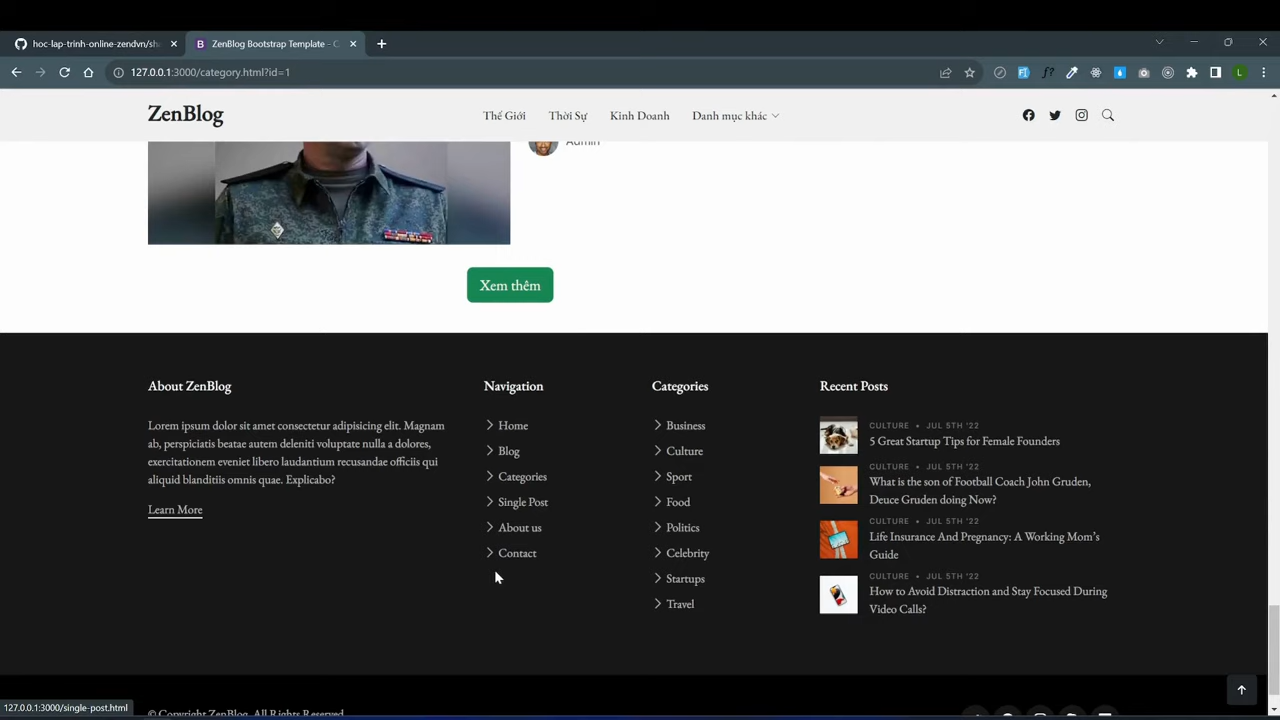 hoc-lap-trinh-online-zendvn/sha
ZenBlog Bootstrap Template - C
127.0.0.1:3000/category.html?id=1
L
ZenBlog
Thế Giới
Thời Sự
Kinh Doanh
Danh mục khác
Admin
Xem thêm
About ZenBlog
Lorem ipsum dolor sit amet consectetur adipisicing elit. Magnam
ab, perspiciatis beatae autem deleniti voluptate nulla a dolores,
exercitationem eveniet libero laudantium recusandae officiis qui
aliquid blanditiis omnis quae. Explicabo?
Learn More
Navigation
Home
Blog
Categories
Single Post
About us
Contact
Categories
Business
Culture
Sport
Food
Politics
Celebrity
Startups
Travel
Recent Posts
CULTURE • JUL 5TH '22
5 Great Startup Tips for Female Founders
CULTURE • JUL 5TH '22
What is the son of Football Coach John Gruden,
Deuce Gruden doing Now?
CULTURE • JUL 5TH '22
Life Insurance And Pregnancy: A Working Mom's
Guide
CULTURE • JUL 5TH '22
How to Avoid Distraction and Stay Focused During
Video Calls?
127.0.0.1:3000/single-post.html
© Copyright ZenBlog. All Rights Reserved